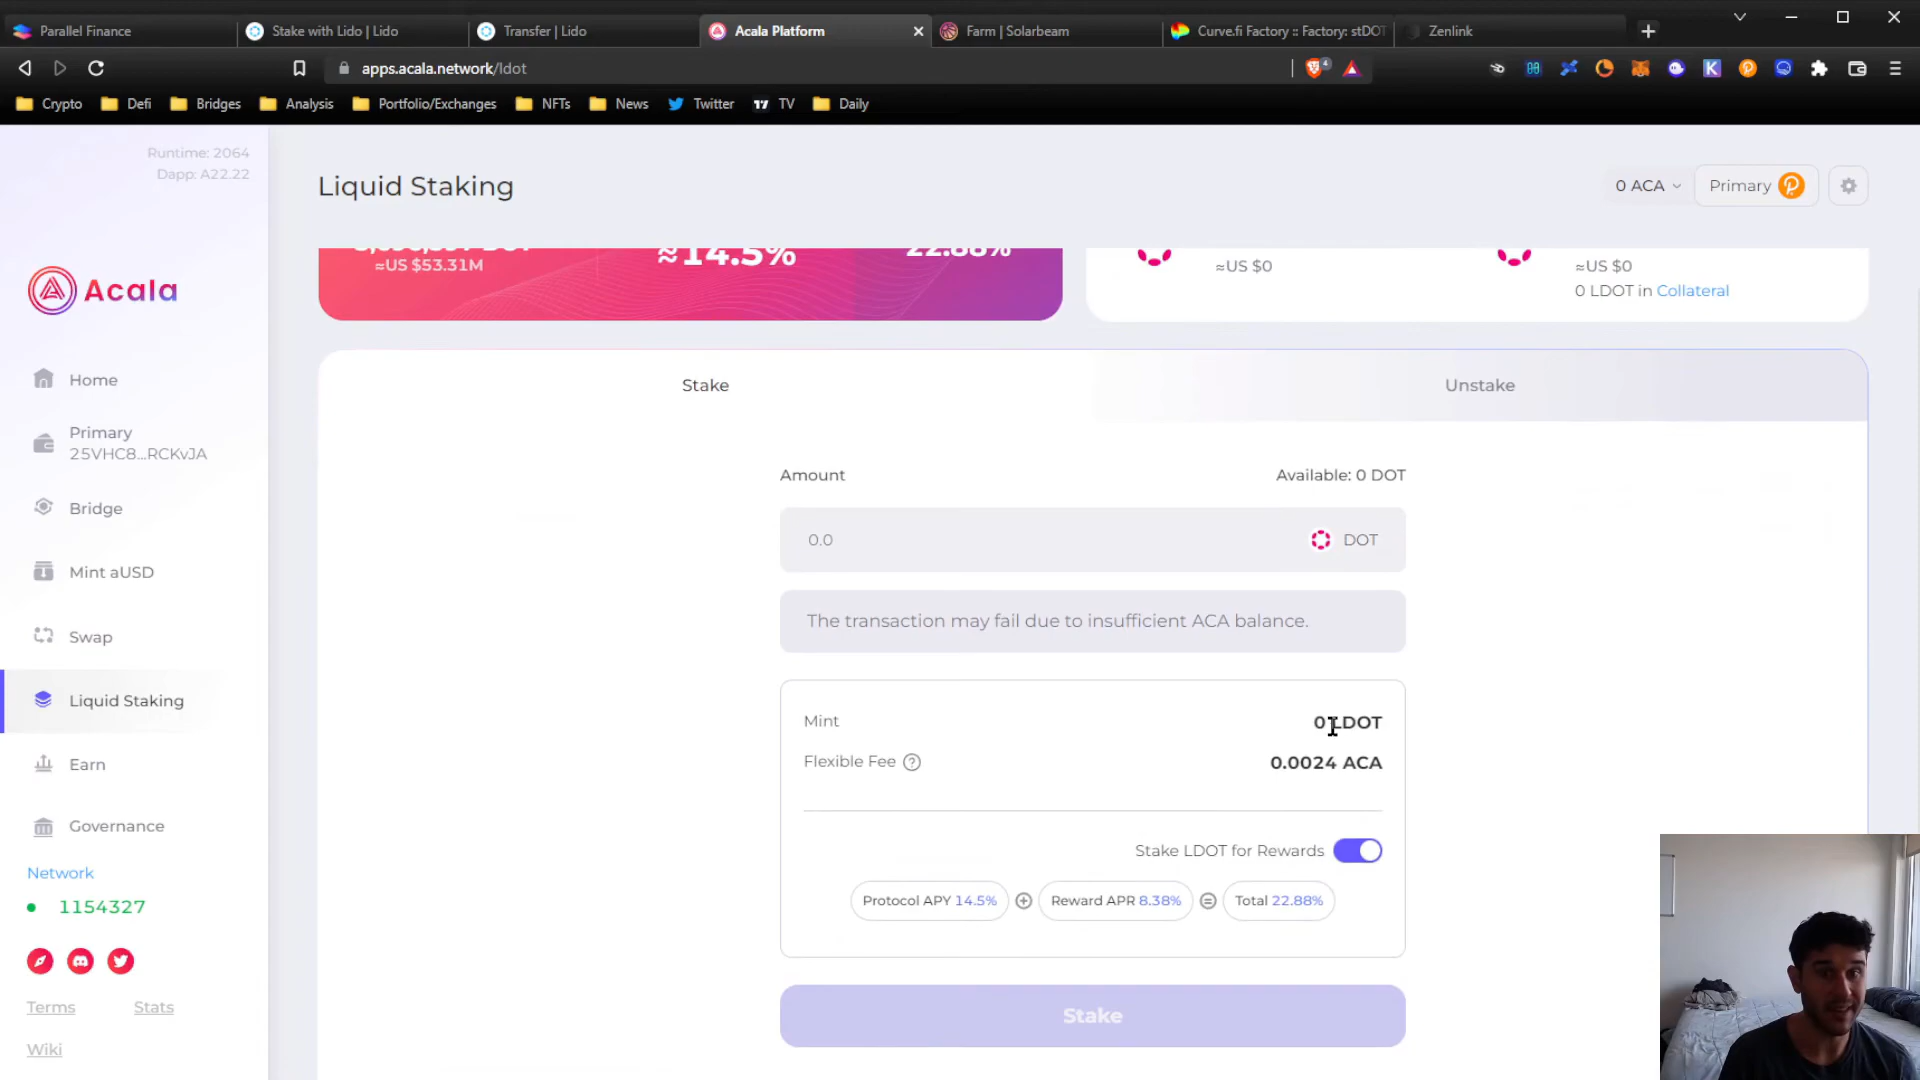 Parallel Finance
Stake with Lido | Lido
Transfer | Lido
Acala Platform
Farm | Solarbeam
Curve.fi Factory :: Factory: stDOT
Zenlink
apps.acala.network/ldot
4
Crypto
Defi
Bridges
Analysis
Portfolio/Exchanges
NFTs
News
Twitter
TV
Daily
Runtime: 2064
Dapp: A22.22
Acala
Home
Primary
25VHC8...RCKvJA
Bridge
Mint aUSD
Swap
Liquid Staking
Earn
Governance
Network
1154327
Terms
Stats
Wiki
Liquid Staking
0 ACA
Primary
≈US $53.31M
≈14.5%
22.88%
≈US $0
≈US $0
0 LDOT in Collateral
Stake
Unstake
Amount
Available: 0 DOT
0.0
DOT
The transaction may fail due to insufficient ACA balance.
Mint
0 LDOT
Flexible Fee ?
0.0024 ACA
Stake LDOT for Rewards
Protocol APY 14.5% + Reward APR 8.38% = Total 22.88%
Stake